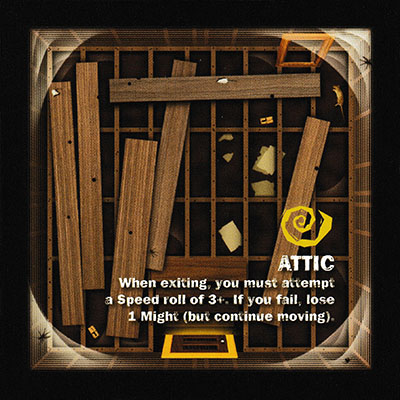 ATTIC
When exiting, you must attempt
a Speed roll of 3+. If you fail, lose
1 Might (but continue moving).